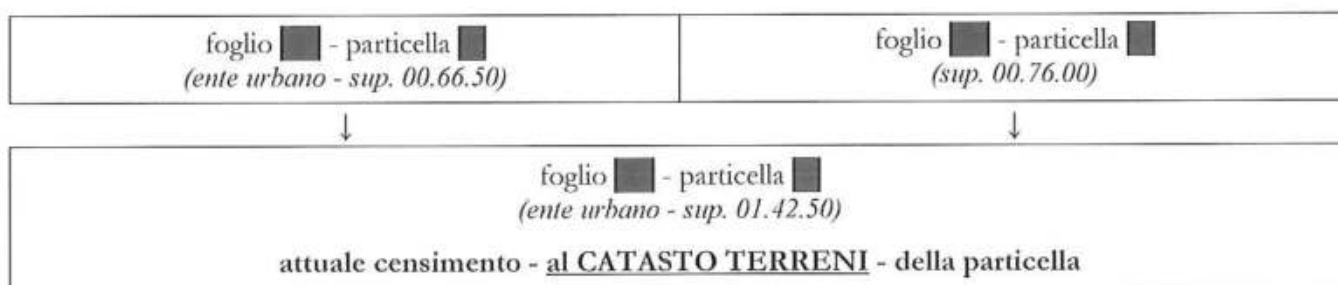 foglio - particella
(ente urbano - sup. 00.66.50)
foglio - particella
(sup. 00.76.00)
↓ ↓
foglio - particella
(ente urbano - sup. 01.42.50)
attuale censimento - al CATASTO TERRENI - della particella